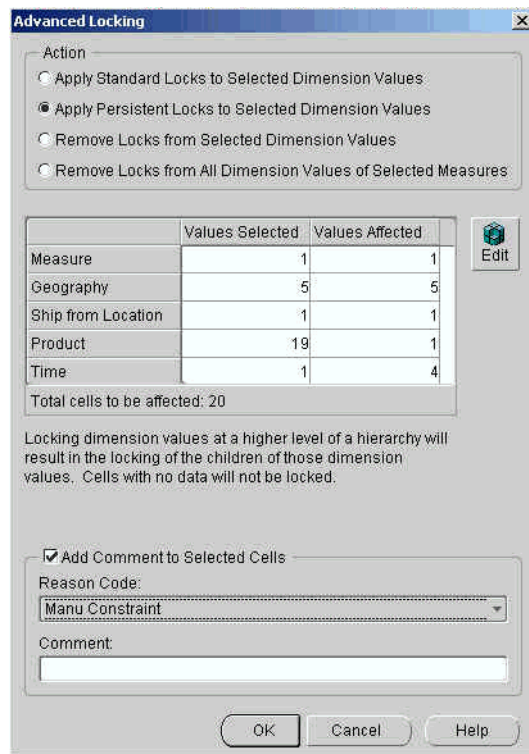 Advanced Locking
Action
Apply Standard Locks to Selected Dimension Values
Apply Persistent Locks to Selected Dimension Values
Remove Locks from Selected Dimension Values
Remove Locks from All Dimension Values of Selected Measures
Values Selected Values Affected
Measure 1 1
Geography 5 5
Ship from Location 1 1
Product 19 1
Time 1 4
Edit
Total cells to be affected: 20
Locking dimension values at a higher level of a hierarchy will
result in the locking of the children of those dimension
values. Cells with no data will not be locked.
Add Comment to Selected Cells
Reason Code:
Manu Constraint
Comment:
OK Cancel Help